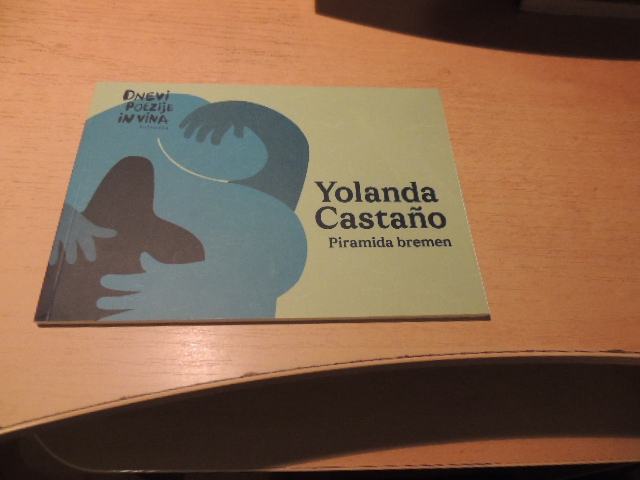 DNEVI
POEZIJE
IN VINA
Yolanda
Castaño
Piramida bremen